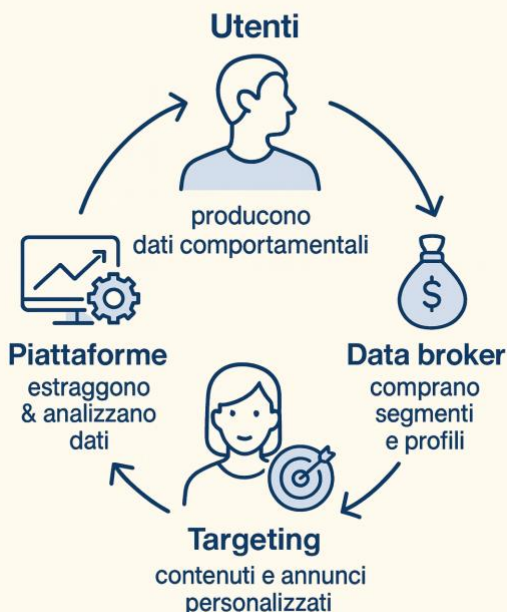 Utenti
producono
dati comportamentali
Piattaforme
estraggono
& analizzano
dati
$
Data broker
comprano
segmenti
e profili
Targeting
contenuti e annunci
personalizzati